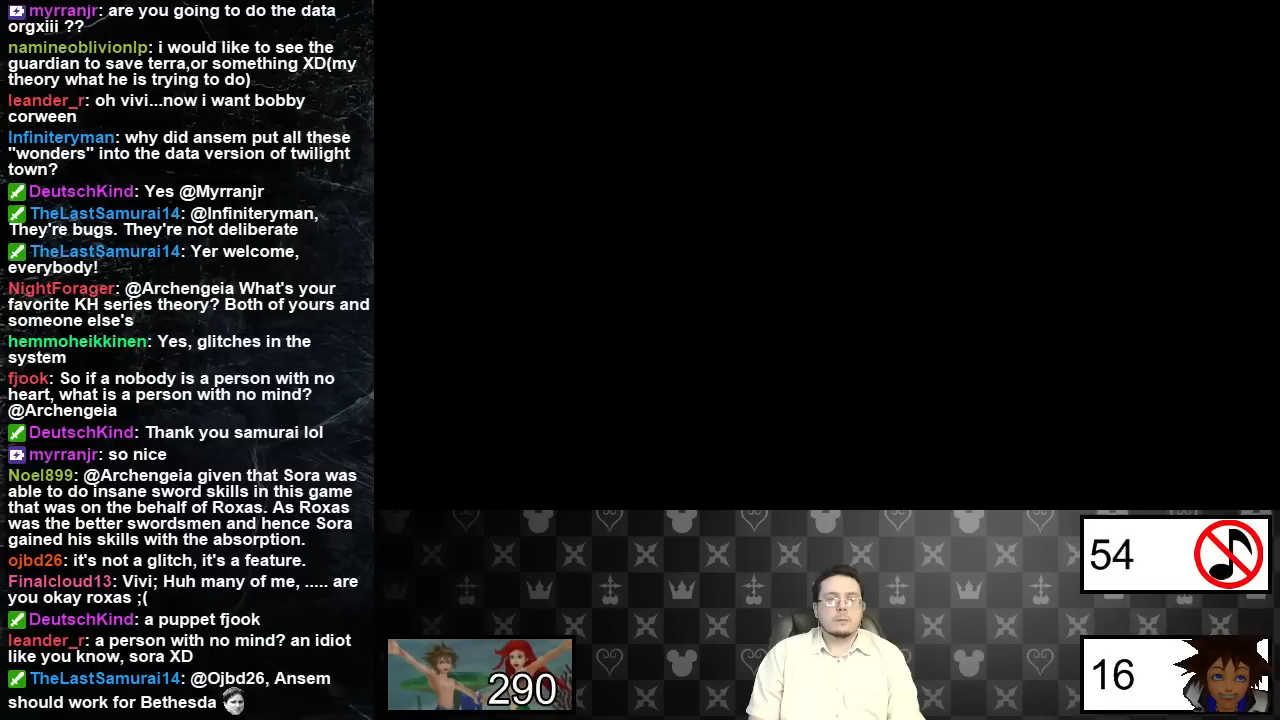 myrranjr: are you going to do the data
orgxiii ??
namineoblivionlp: i would like to see the
guardian to save terra,or something XD(my
theory what he is trying to do)
leander_r: oh vivi...now i want bobby
corween
Infiniteryman: why did ansem put all these
"wonders" into the data version of twilight
town?
DeutschKind: Yes @Myrranjr
TheLastSamurai14: @Infiniteryman,
They're bugs. They're not deliberate
TheLastSamurai14: Yer welcome,
everybody!
NightForager: @Archengeia What's your
favorite KH series theory? Both of yours and
someone else's
hemmoheikkinen: Yes, glitches in the
system
fjook: So if a nobody is a person with no
heart, what is a person with no mind?
@Archengeia
DeutschKind: Thank you samurai lol
myrranjr: so nice
Noel899: @Archengeia given that Sora was
able to do insane sword skills in this game
that was on the behalf of Roxas. As Roxas
was the better swordsmen and hence Sora
gained his skills with the absorption.
ojbd26: it's not a glitch, it's a feature.
Finalcloud13: Vivi; Huh many of me, ..... are
you okay roxas ;(
DeutschKind: a puppet fjook
leander_r: a person with no mind? an idiot
like you know, sora XD
TheLastSamurai14: @Ojbd26, Ansem
should work for Bethesda
290
54
16